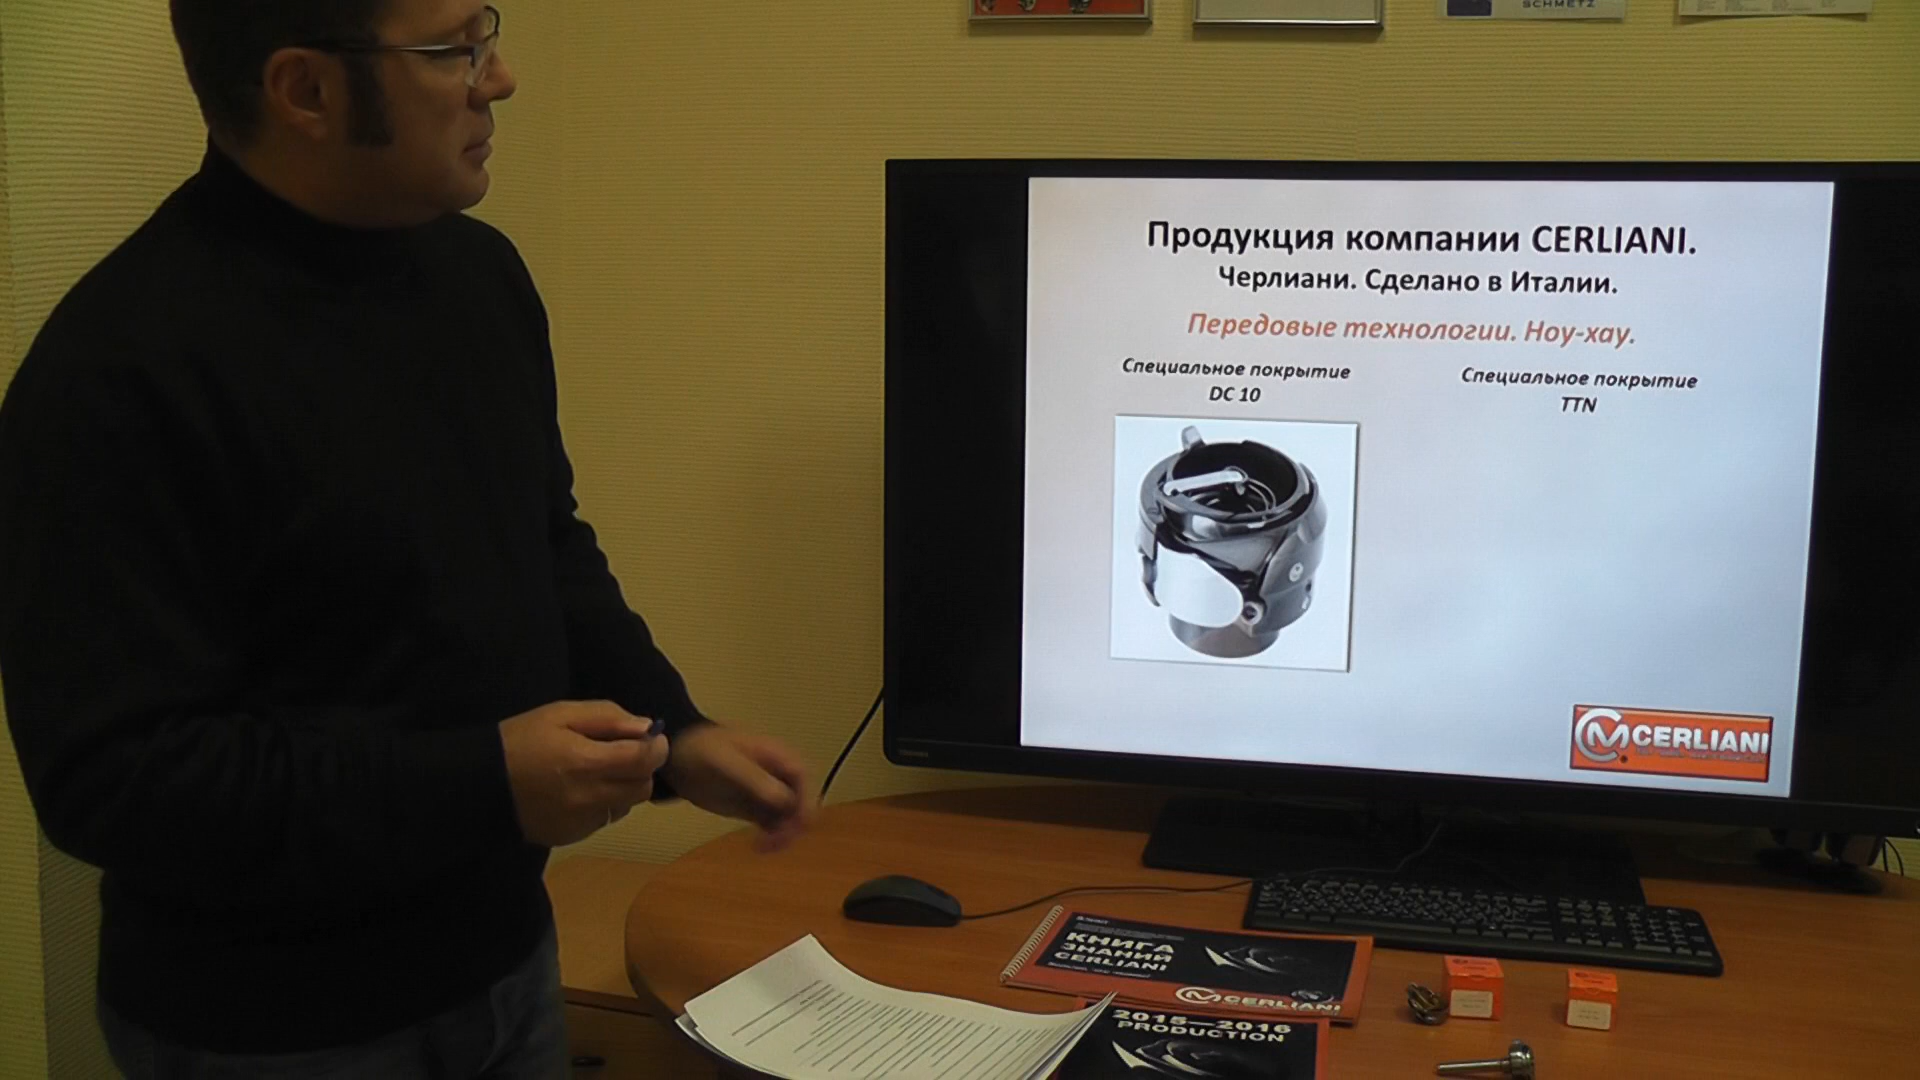 SCHMETZ
Продукция компании CERLIANI.
Черлиани. Сделано в Италии.
Передовые технологии. Ноу-хау.
Специальное покрытие
DC 10
Специальное покрытие
TTN
CERLIANI
TOSHIBA
КНИГА
ЗНАНИЙ
CERLIANI
CERLIANI
2015—2016
PRODUCTION